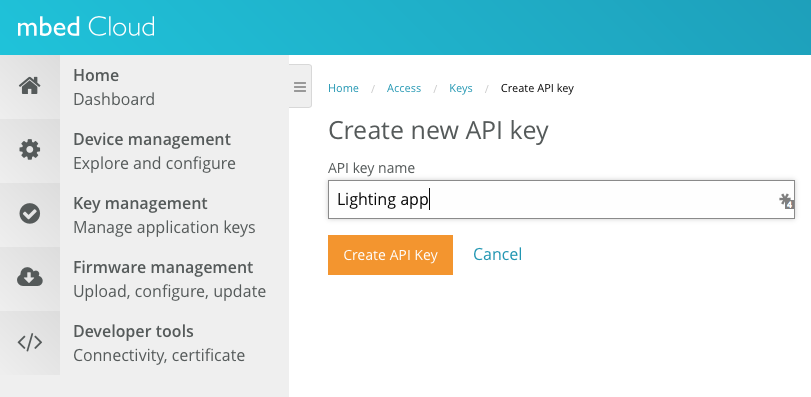 mbed Cloud
Home
Dashboard
Device management
Explore and configure
Key management
Manage application keys
Firmware management
Upload, configure, update
Developer tools
Connectivity, certificate
Home / Access / Keys / Create API key
Create new API key
API key name
Lighting app
Create API Key Cancel